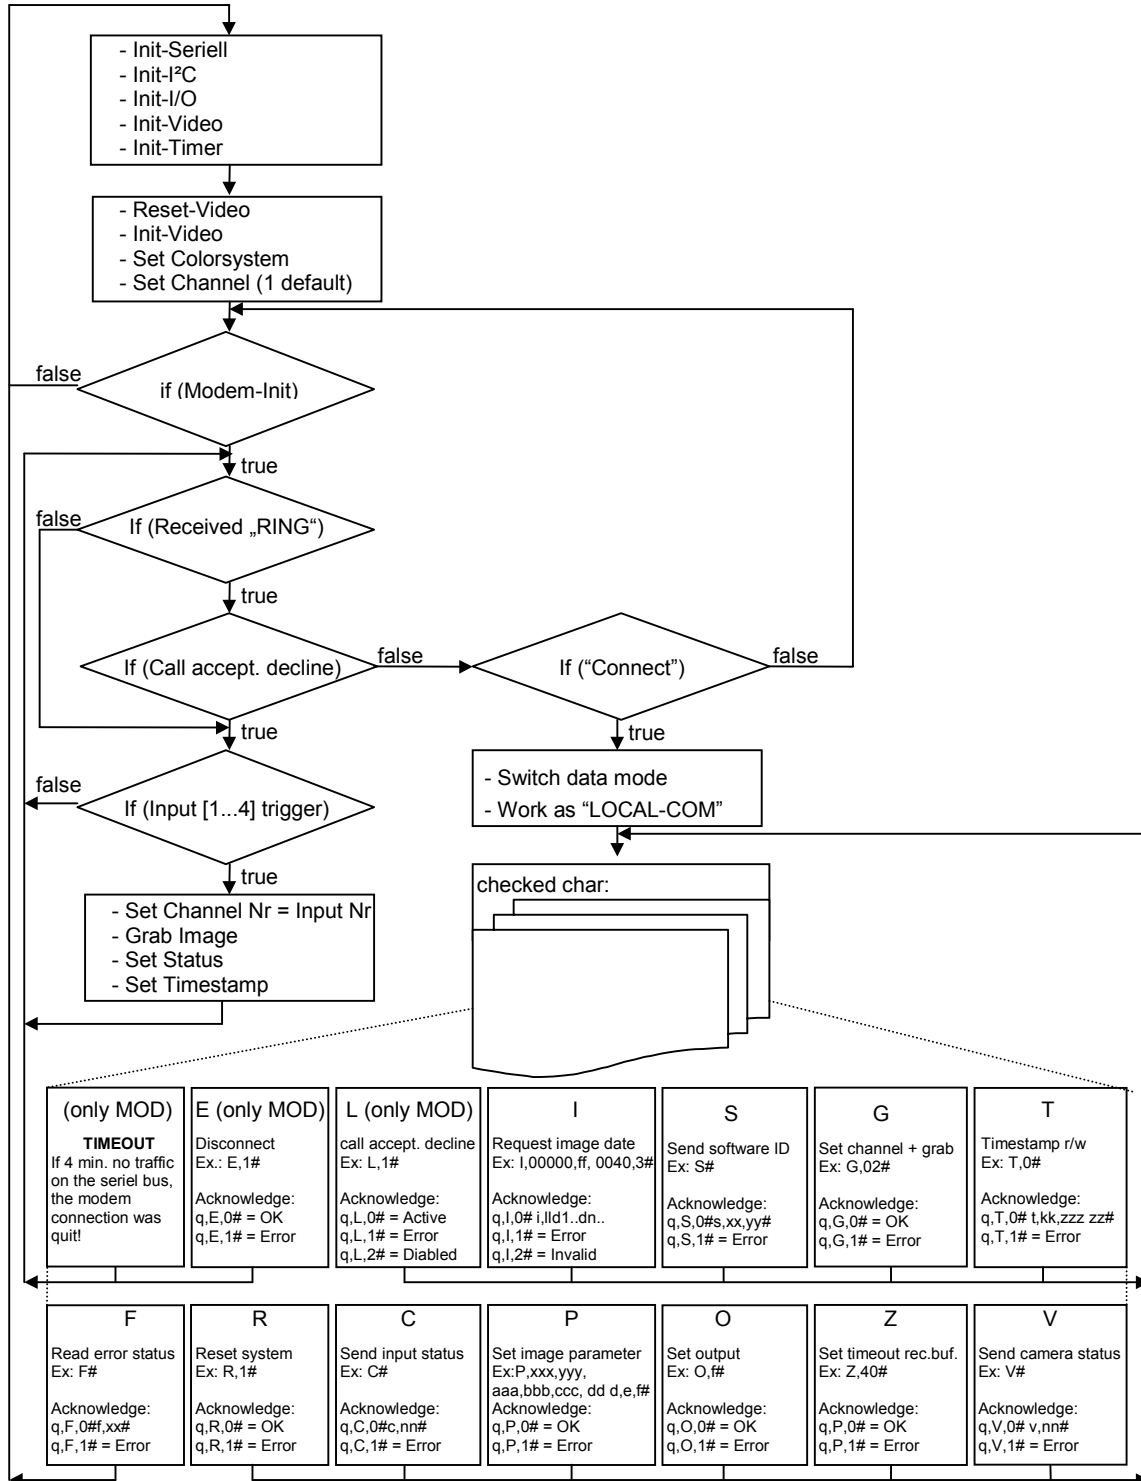 - Init-Seriell
- Init-I²C
- Init-I/O
- Init-Video
- Init-Timer
- Reset-Video
- Init-Video
- Set Colorsystem
- Set Channel (1 default)
false
if (Modem-Init)
true
false
If (Received „RING“)
true
If (Call accept. decline)
false
If (“Connect”)
false
true
true
false
If (Input [1...4] trigger)
- Switch data mode
- Work as “LOCAL-COM”
true
checked char:
- Set Channel Nr = Input Nr
- Grab Image
- Set Status
- Set Timestamp
(only MOD)
TIMEOUT
If 4 min. no traffic
on the seriel bus,
the modem
connection was
quit!
E (only MOD)
Disconnect
Ex.: E,1#
Acknowledge:
q,E,0# = OK
q,E,1# = Error
L (only MOD)
call accept. decline
Ex: L,1#
Acknowledge:
q,L,0# = Active
q,L,1# = Error
q,L,2# = Diabled
I
Request image date
Ex: I,00000,ff, 0040,3#
Acknowledge:
q,I,0# i,lld1..dn..
q,I,1# = Error
q,I,2# = Invalid
S
Send software ID
Ex: S#
Acknowledge:
q,S,0#s,xx,yy#
q,S,1# = Error
G
Set channel + grab
Ex: G,02#
Acknowledge:
q,G,0# = OK
q,G,1# = Error
T
Timestamp r/w
Ex: T,0#
Acknowledge:
q,T,0# t,kk,zzz zz#
q,T,1# = Error
F
Read error status
Ex: F#
Acknowledge:
q,F,0#f,xx#
q,F,1# = Error
R
Reset system
Ex: R,1#
Acknowledge:
q,R,0# = OK
q,R,1# = Error
C
Send input status
Ex: C#
Acknowledge:
q,C,0#c,nn#
q,C,1# = Error
P
Set image parameter
Ex:P,xxx,yyy,
aaa,bbb,ccc, dd d,e,f#
Acknowledge:
q,P,0# = OK
q,P,1# = Error
O
Set output
Ex: O,f#
Acknowledge:
q,O,0# = OK
q,O,1# = Error
Z
Set timeout rec.buf.
Ex: Z,40#
Acknowledge:
q,P,0# = OK
q,P,1# = Error
V
Send camera status
Ex: V#
Acknowledge:
q,V,0# v,nn#
q,V,1# = Error